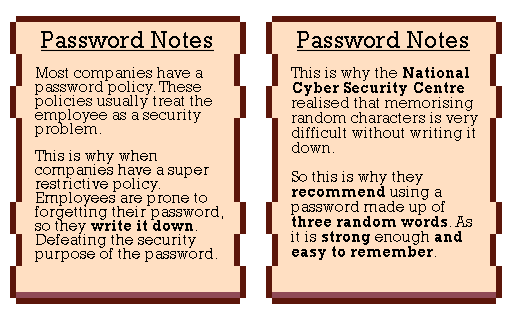 Password Notes
Most companies have a
password policy. These
policies usually treat the
employee as a security
problem.
This is why when
companies have a super
restrictive policy.
Employees are prone to
forgetting their password,
so they write it down.
Defeating the security
purpose of the password.
Password Notes
This is why the National
Cyber Security Centre
realised that memorising
random characters is very
difficult without writing it
down.
So this is why they
recommend using a
password made up of
three random words. As
it is strong enough and
easy to remember.